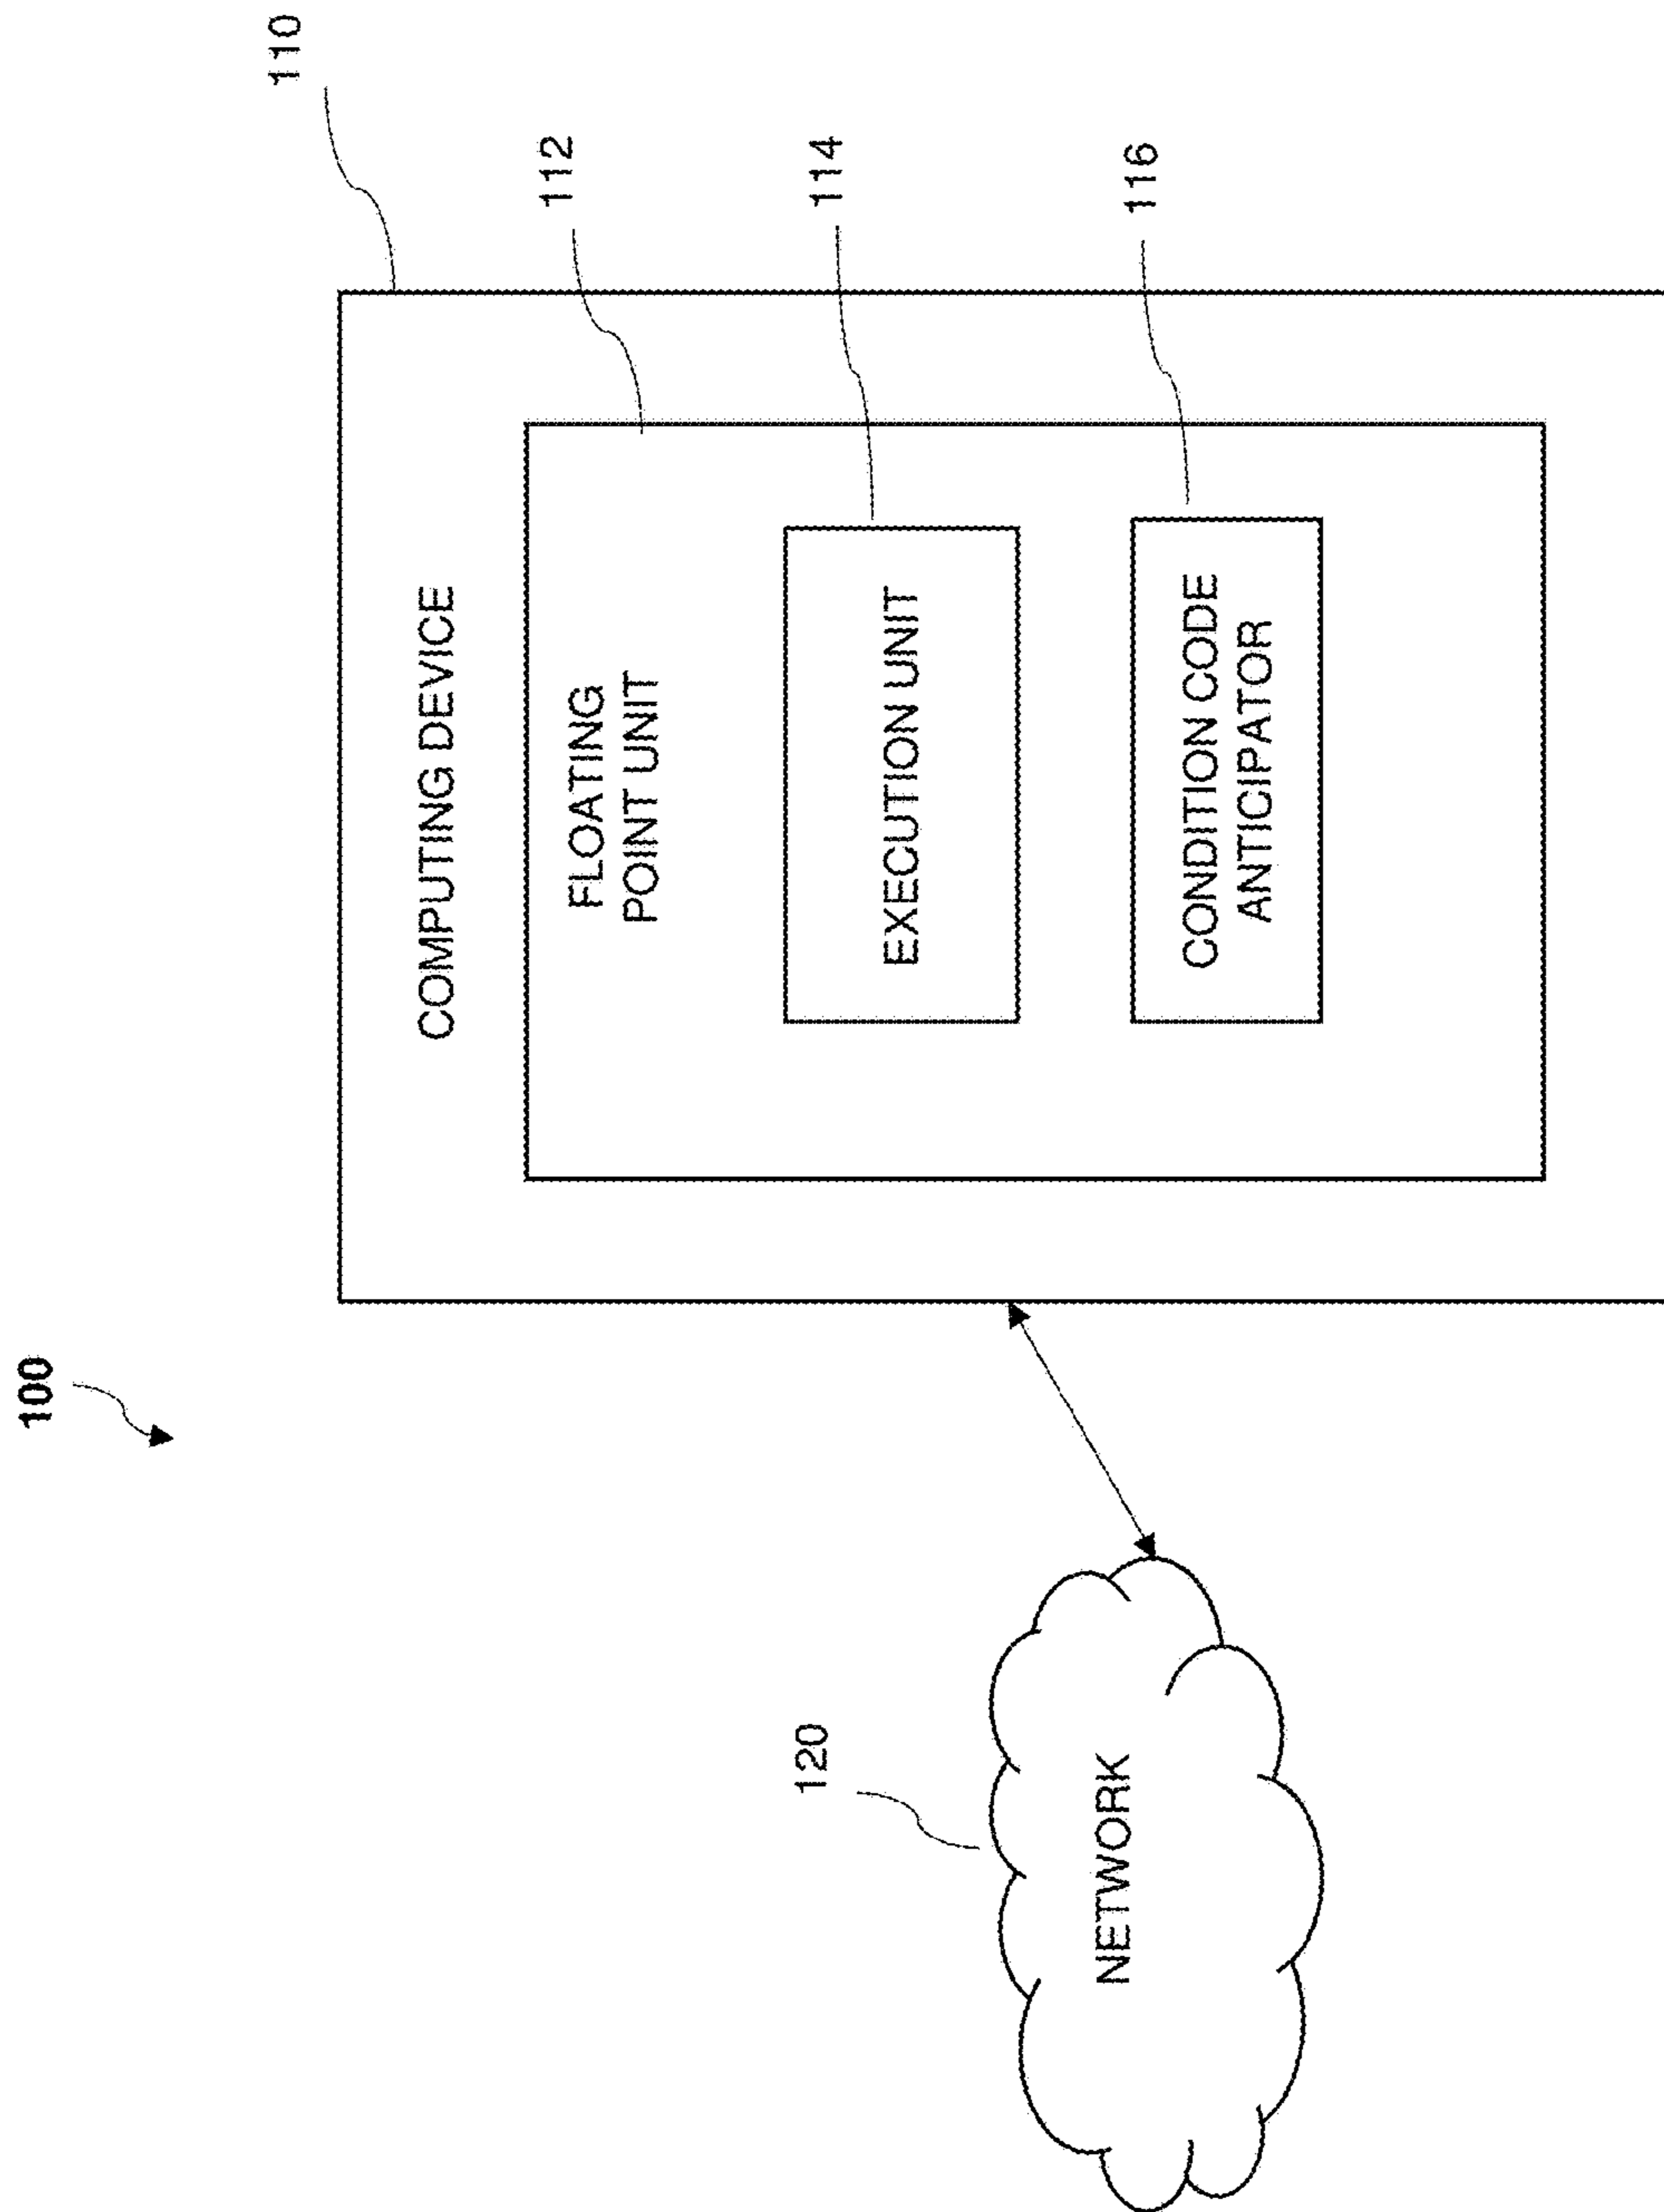 100
110
COMPUTING DEVICE
112
FLOATING
POINT UNIT
114
EXECUTION UNIT
116
CONDITION CODE
ANTICIPATOR
120
NETWORK